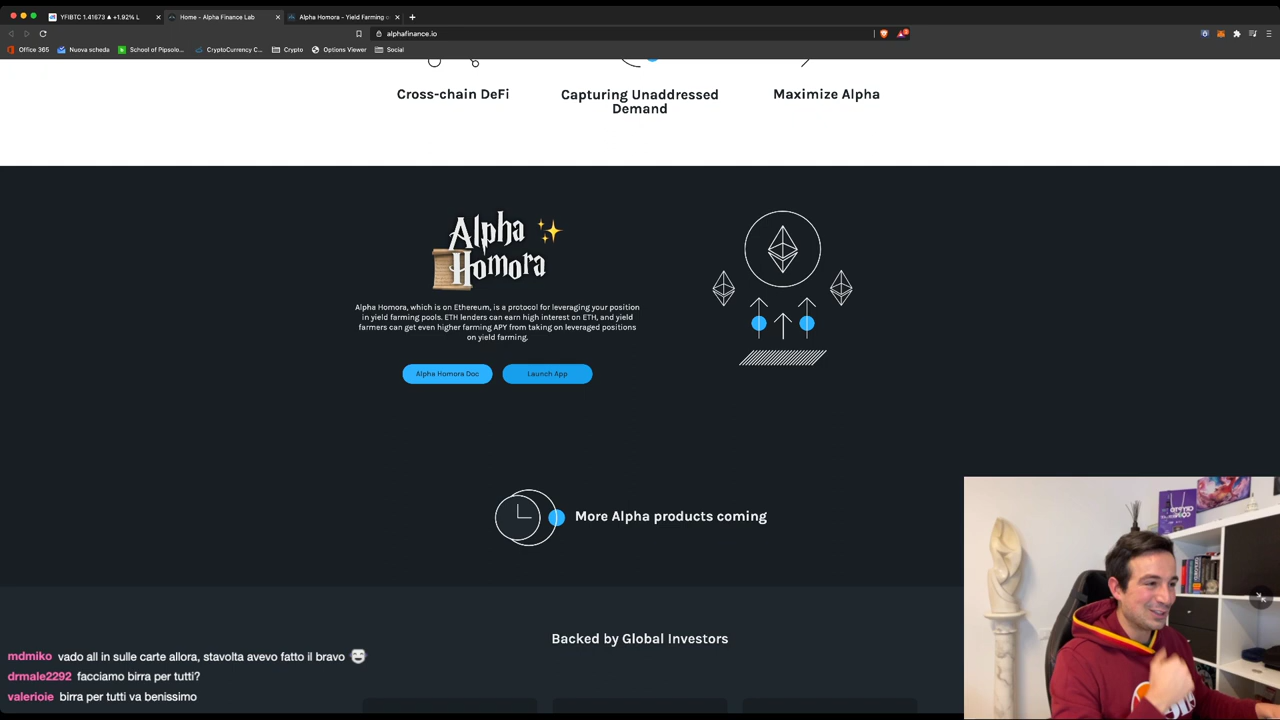 YFIBTC 1.41673 ▲ +1.92% L
Home - Alpha Finance Lab
Alpha Homora - Yield Farming o
alphafinance.io
Office 365
Nuova scheda
School of Pipsolo...
CryptoCurrency C...
Crypto
Options Viewer
Social
Cross-chain DeFi
Capturing Unaddressed
Demand
Maximize Alpha
Alpha
Homora
Alpha Homora, which is on Ethereum, is a protocol for leveraging your position
in yield farming pools. ETH lenders can earn high interest on ETH, and yield
farmers can get even higher farming APY from taking on leveraged positions
on yield farming.
Alpha Homora Doc
Launch App
More Alpha products coming
Backed by Global Investors
mdmiko vado all in sulle carte allora, stavolta avevo fatto il bravo
drmale2292 facciamo birra per tutti?
valerioie birra per tutti va benissimo